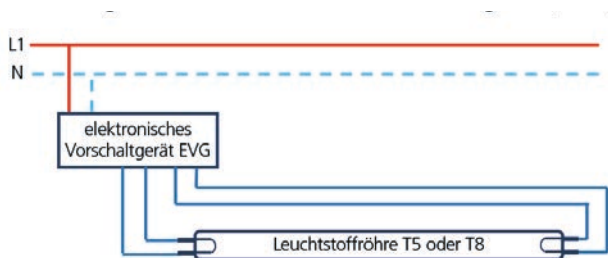 L1
N
elektronisches
Vorschaltgerät EVG
Leuchtstoffröhre T5 oder T8